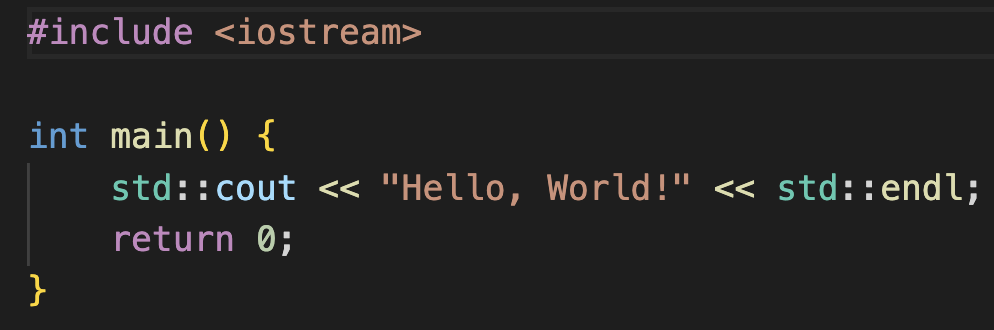 #include <iostream>

int main() {
    std::cout << "Hello, World!" << std::endl;
    return 0;
}